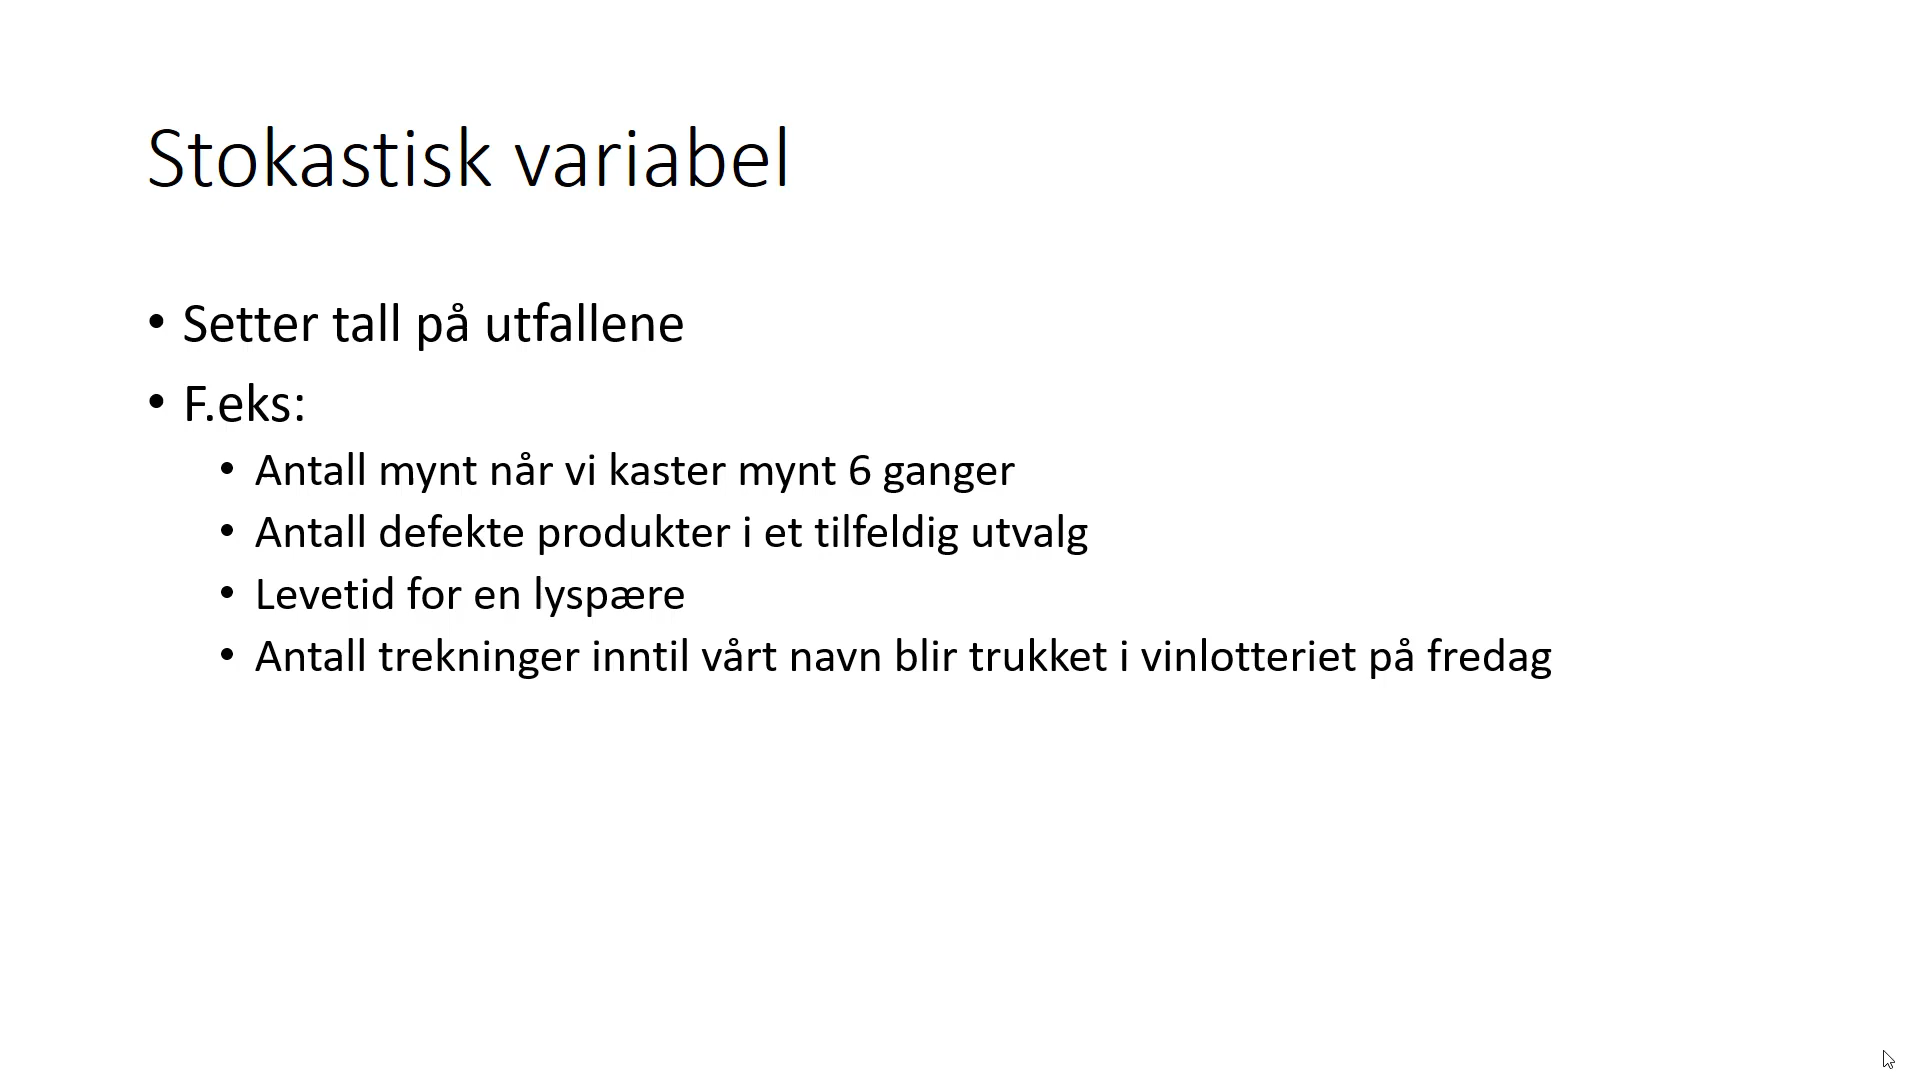 Stokastisk variabel
• Setter tall på utfallene
• F.eks:
• Antall mynt når vi kaster mynt 6 ganger
• Antall defekte produkter i et tilfeldig utvalg
• Levetid for en lyspære
• Antall trekninger inntil vårt navn blir trukket i vinlotteriet på fredag